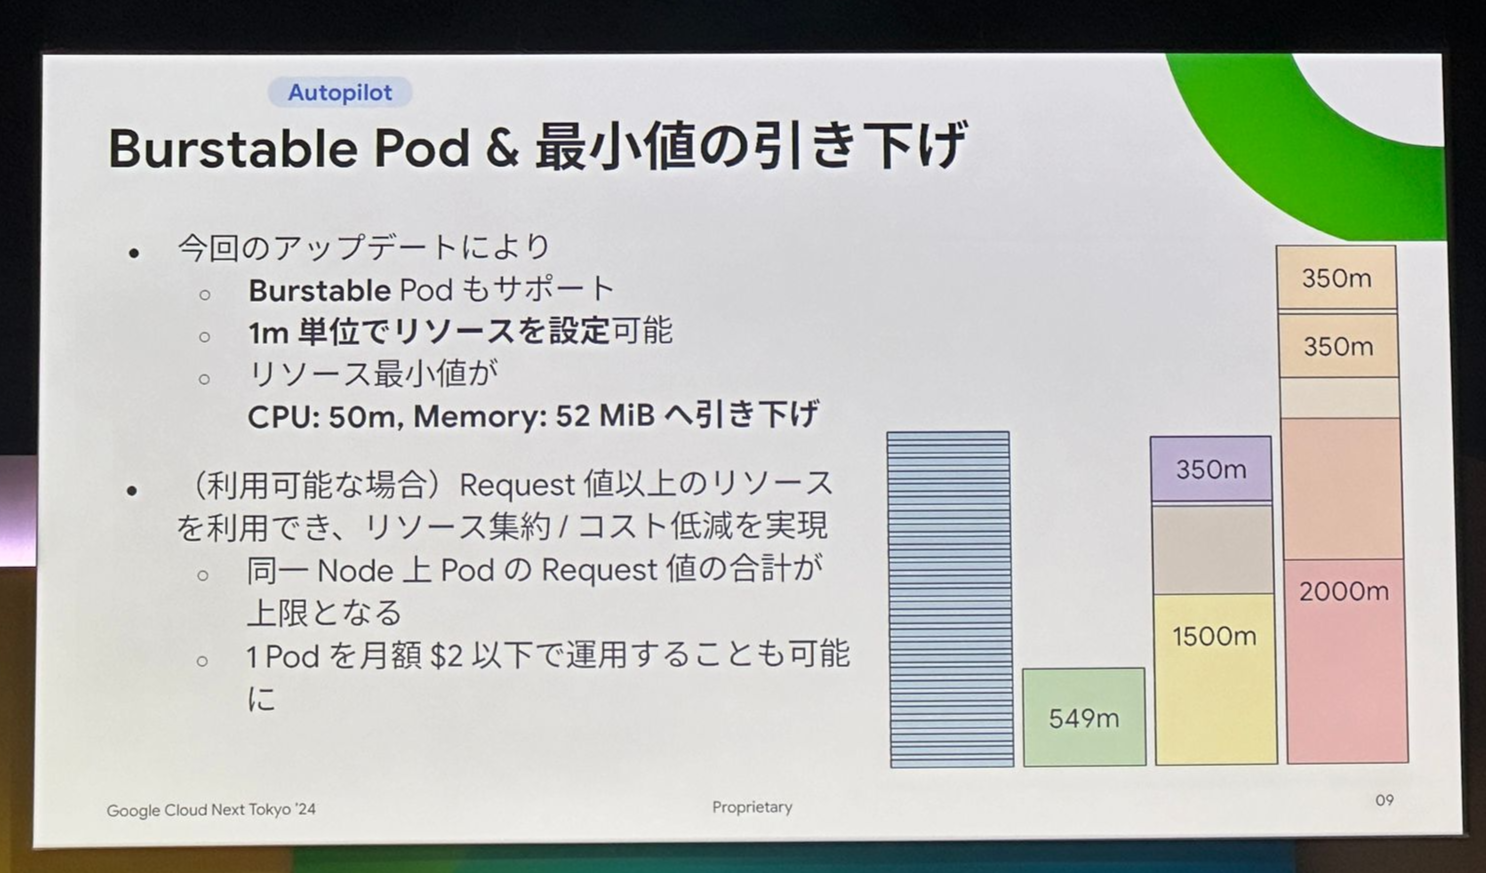 Autopilot
Burstable Pod & 最小値の引き下げ
今回のアップデートにより
Burstable Pod もサポート
1m 単位でリソースを設定可能
リソース最小値が
CPU: 50m, Memory: 52 MiB へ引き下げ
（利用可能な場合）Request 値以上のリソース
を利用でき、リソース集約 / コスト低減を実現
同一 Node 上 Pod の Request 値の合計が
上限となる
1 Pod を月額 $2 以下で運用することも可能
に
549m
350m
1500m
350m
350m
2000m
Google Cloud Next Tokyo '24
Proprietary
09